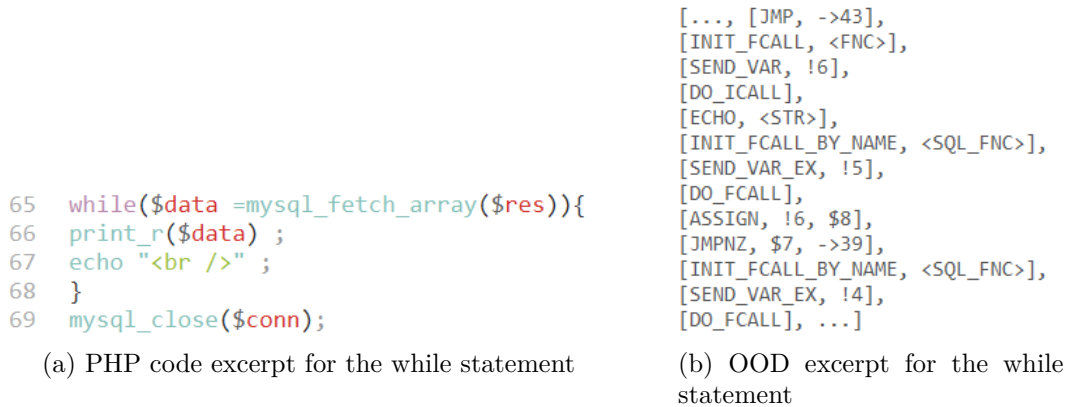 65 while($data =mysql_fetch_array($res)){
66 print_r($data) ;
67 echo "<br />" ;
68 }
69 mysql_close($conn);
(a) PHP code excerpt for the while statement
[..., [JMP, ->43],
[INIT_FCALL, <FNC>],
[SEND_VAR, !6],
[DO_ICALL],
[ECHO, <STR>],
[INIT_FCALL_BY_NAME, <SQL_FNC>],
[SEND_VAR_EX, !5],
[DO_FCALL],
[ASSIGN, !6, $8],
[JMPNZ, $7, ->39],
[INIT_FCALL_BY_NAME, <SQL_FNC>],
[SEND_VAR_EX, !4],
[DO_FCALL], ...]
(b) OOD excerpt for the while
statement